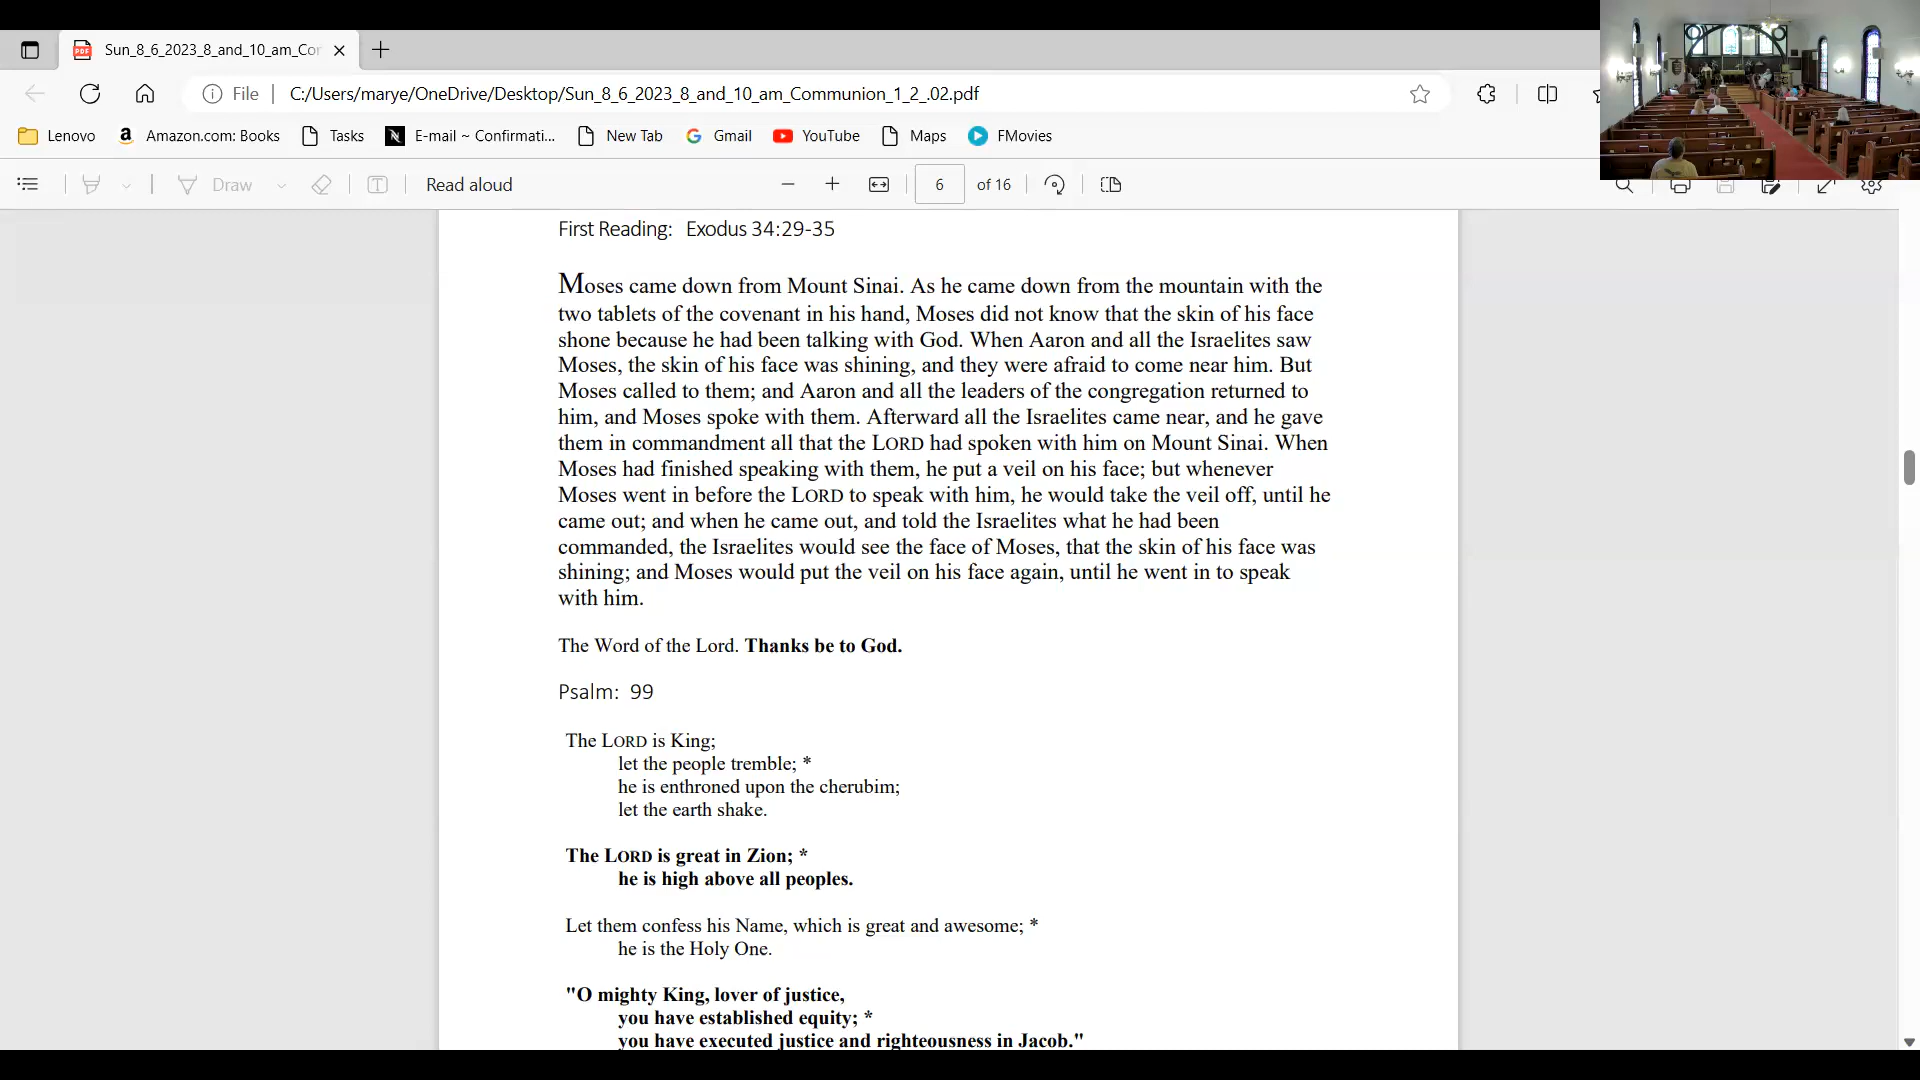 Sun_8_6_2023_8_and_10_am_Cor
File
C:/Users/marye/OneDrive/Desktop/Sun_8_6_2023_8_and_10_am_Communion_1_2_.02.pdf
Lenovo
Amazon.com: Books
Tasks
E-mail ~ Confirmati...
New Tab
Gmail
YouTube
Maps
FMovies
Draw
Read aloud
6 of 16
First Reading: Exodus 34:29-35
Moses came down from Mount Sinai. As he came down from the mountain with the
two tablets of the covenant in his hand, Moses did not know that the skin of his face
shone because he had been talking with God. When Aaron and all the Israelites saw
Moses, the skin of his face was shining, and they were afraid to come near him. But
Moses called to them; and Aaron and all the leaders of the congregation returned to
him, and Moses spoke with them. Afterward all the Israelites came near, and he gave
them in commandment all that the LORD had spoken with him on Mount Sinai. When
Moses had finished speaking with them, he put a veil on his face; but whenever
Moses went in before the LORD to speak with him, he would take the veil off, until he
came out; and when he came out, and told the Israelites what he had been
commanded, the Israelites would see the face of Moses, that the skin of his face was
shining; and Moses would put the veil on his face again, until he went in to speak
with him.
The Word of the Lord. Thanks be to God.
Psalm: 99
The LORD is King;
let the people tremble; *
he is enthroned upon the cherubim;
let the earth shake.
The LORD is great in Zion; *
he is high above all peoples.
Let them confess his Name, which is great and awesome; *
he is the Holy One.
"O mighty King, lover of justice,
you have established equity; *
you have executed justice and righteousness in Jacob."